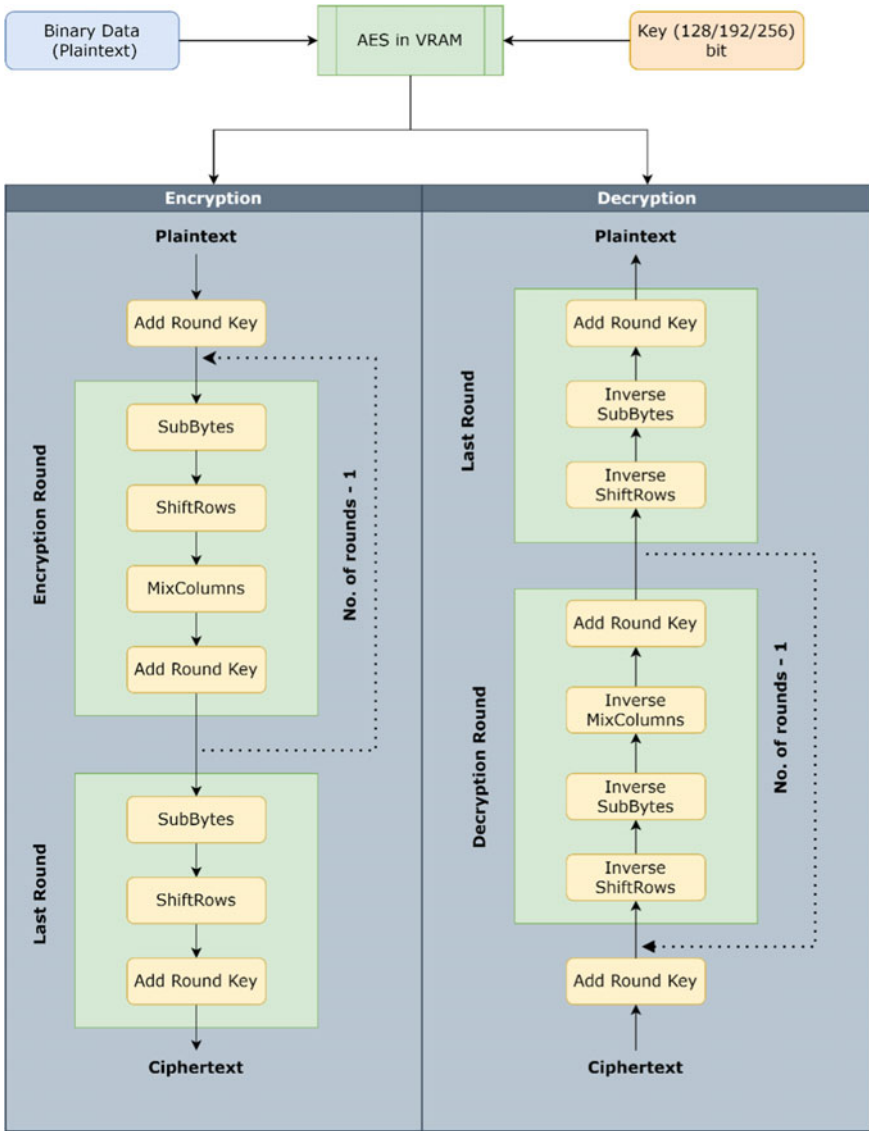 Binary Data
(Plaintext)
AES in VRAM
Key (128/192/256)
bit
Encryption
Plaintext
Add Round Key
Encryption Round
SubBytes
ShiftRows
MixColumns
Add Round Key
No. of rounds - 1
Last Round
SubBytes
ShiftRows
Add Round Key
Ciphertext
Decryption
Plaintext
Last Round
Add Round Key
Inverse
SubBytes
Inverse
ShiftRows
Decryption Round
Add Round Key
Inverse
MixColumns
Inverse
SubBytes
Inverse
ShiftRows
No. of rounds - 1
Add Round Key
Ciphertext